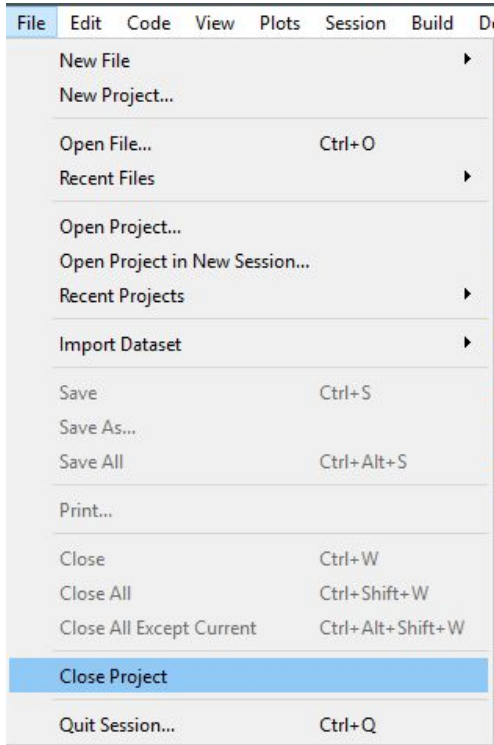 File Edit Code View Plots Session Build
New File
New Project...
Open File... Ctrl+O
Recent Files
Open Project...
Open Project in New Session...
Recent Projects
Import Dataset
Save Ctrl+S
Save As...
Save All Ctrl+Alt+S
Print...
Close Ctrl+W
Close All Ctrl+Shift+W
Close All Except Current Ctrl+Alt+Shift+W
Close Project
Quit Session... Ctrl+Q